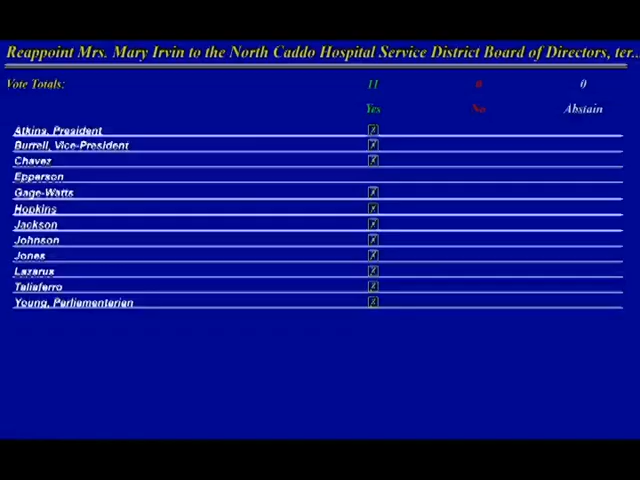 Reappoint Mrs. Mary Irvin to the North Caddo Hospital Service District Board of Directors, ter...
Vote Totals: 11 0 0
Yes No Abstain
Atkins, President X
Burrell, Vice-President X
Chavez X
Epperson
Gage-Watts X
Hopkins X
Jackson X
Johnson X
Jones X
Lazarus X
Taliaferro X
Young, Parliamenterian X